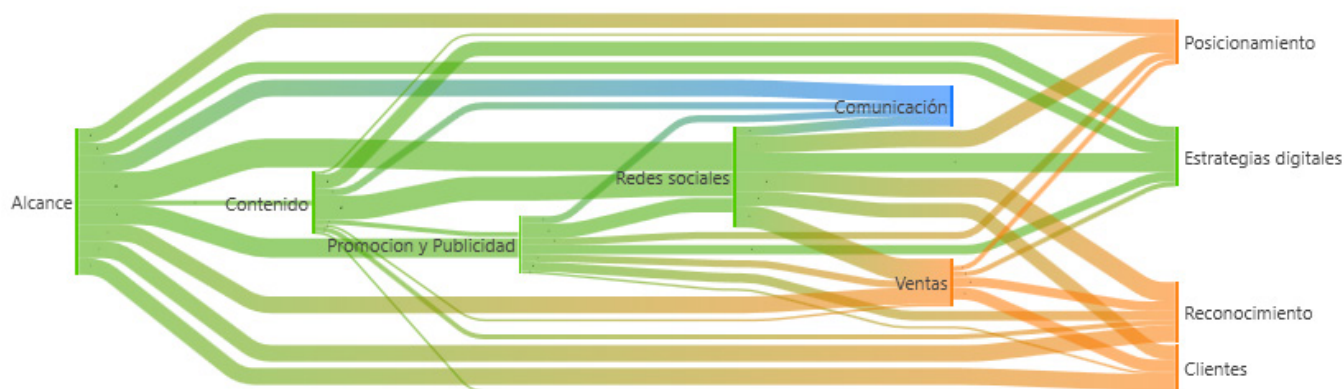 Posicionamiento
Comunicación
Estrategias digitales
Redes sociales
Alcance
Contenido
Promocion y Publicidad
Ventas
Reconocimiento
Clientes